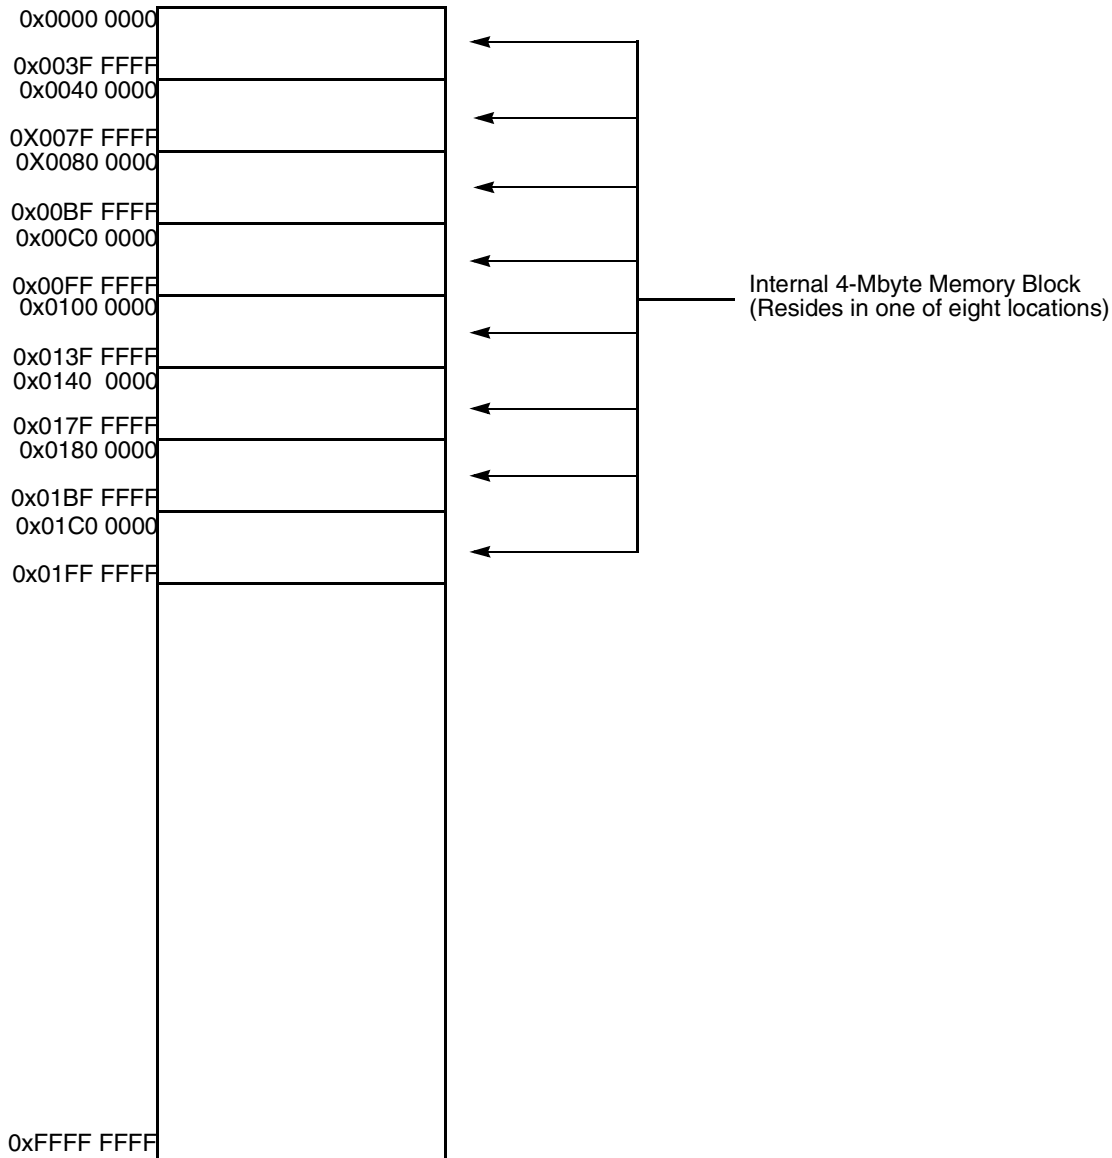 0x0000 0000
0x003F FFFF
0x0040 0000
0X007F FFFF
0X0080 0000
0x00BF FFFF
0x00C0 0000
0x00FF FFFF
0x0100 0000
0x013F FFFF
0x0140  0000
0x017F FFFF
0x0180 0000
0x01BF FFFF
0x01C0 0000
0x01FF FFFF
0xFFFF FFFF
Internal 4-Mbyte Memory Block
(Resides in one of eight locations)